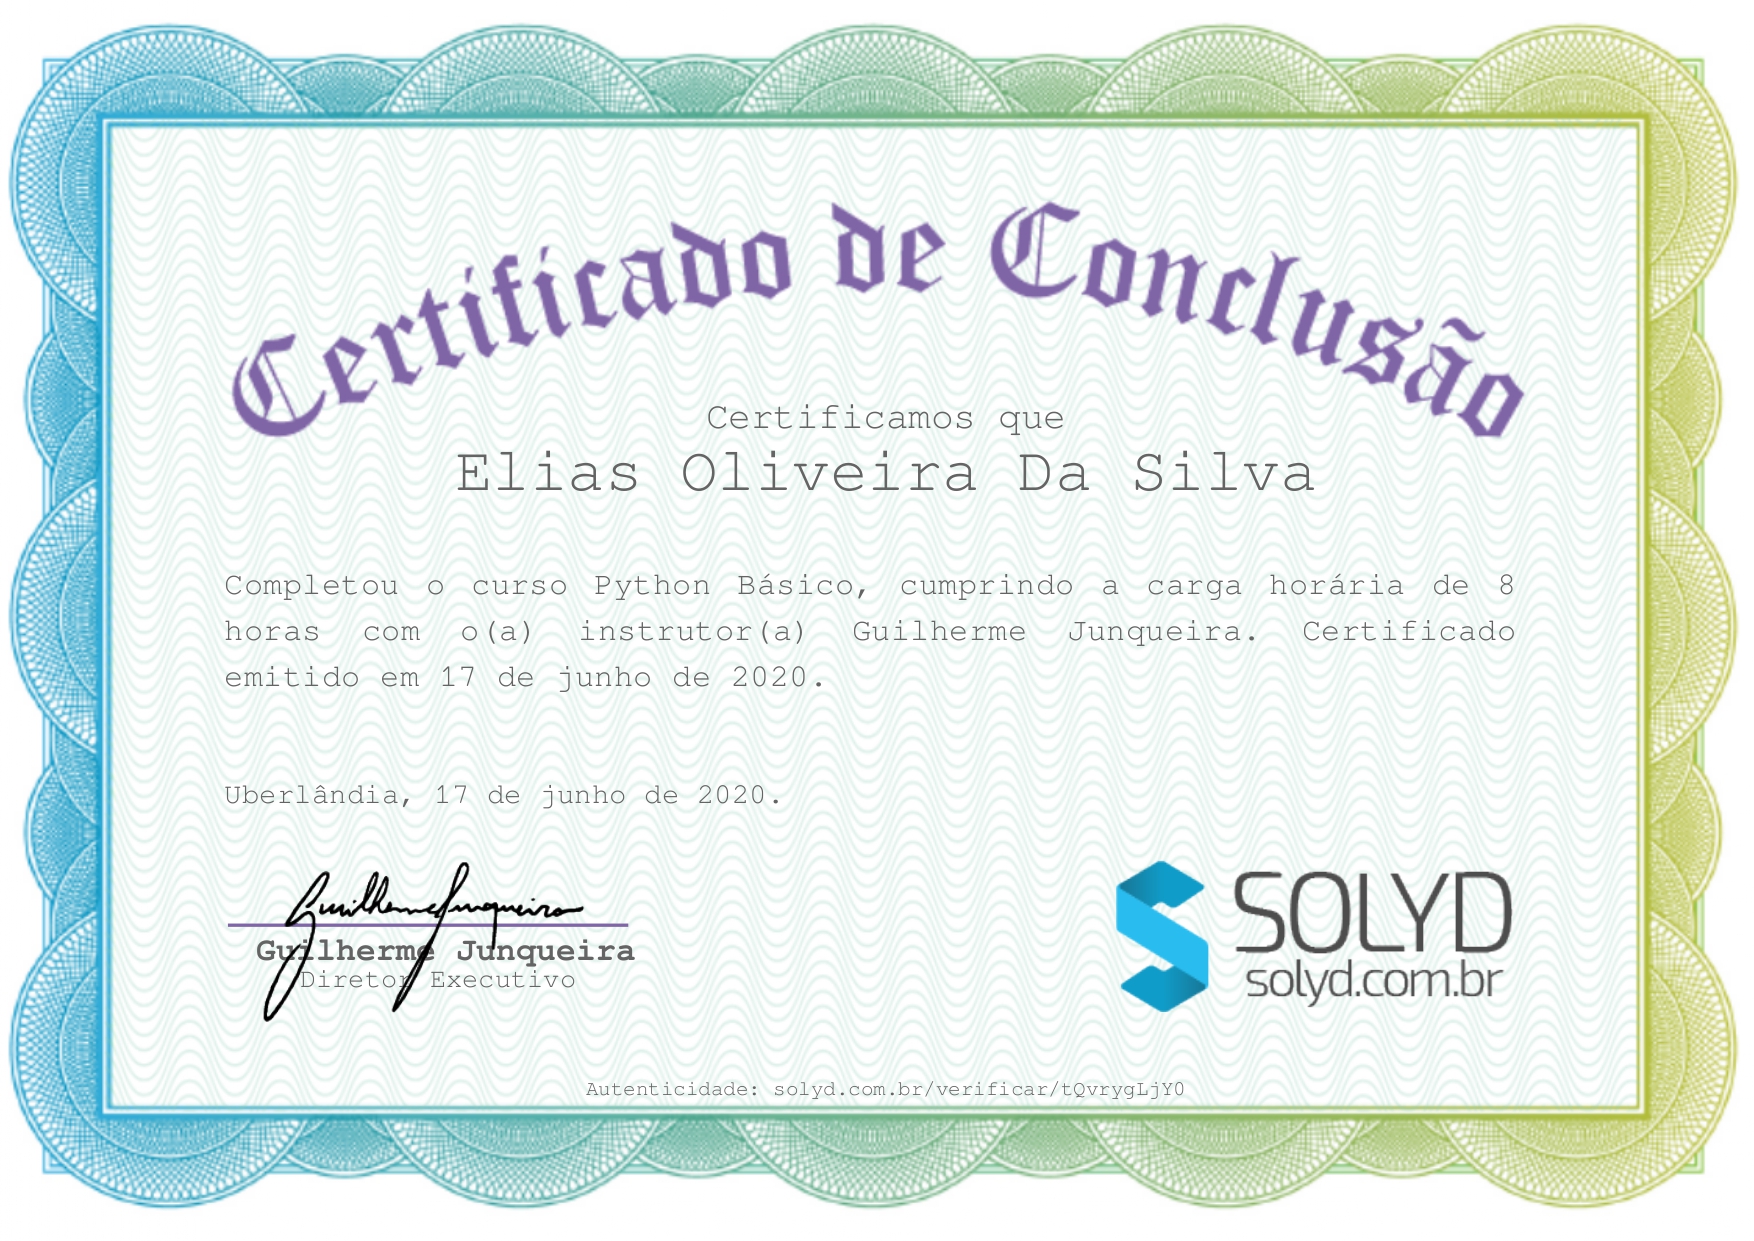 Certificado de Conclusão
Certificamos que
Elias Oliveira Da Silva
Completou o curso Python Básico, cumprindo a carga horária de 8
horas com o(a) instrutor(a) Guilherme Junqueira. Certificado
emitido em 17 de junho de 2020.
Uberlândia, 17 de junho de 2020.
Guilherme Junqueira
Guilherme Junqueira
Diretor Executivo
SOLYD
solyd.com.br
Autenticidade: solyd.com.br/verificar/tQvrygLjY0